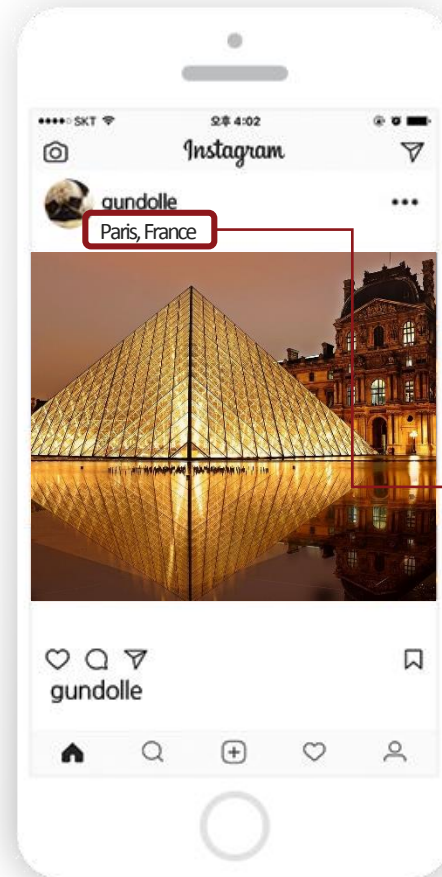 SKT
오후 4:02
Instagram
gundolle
Paris, France
gundolle